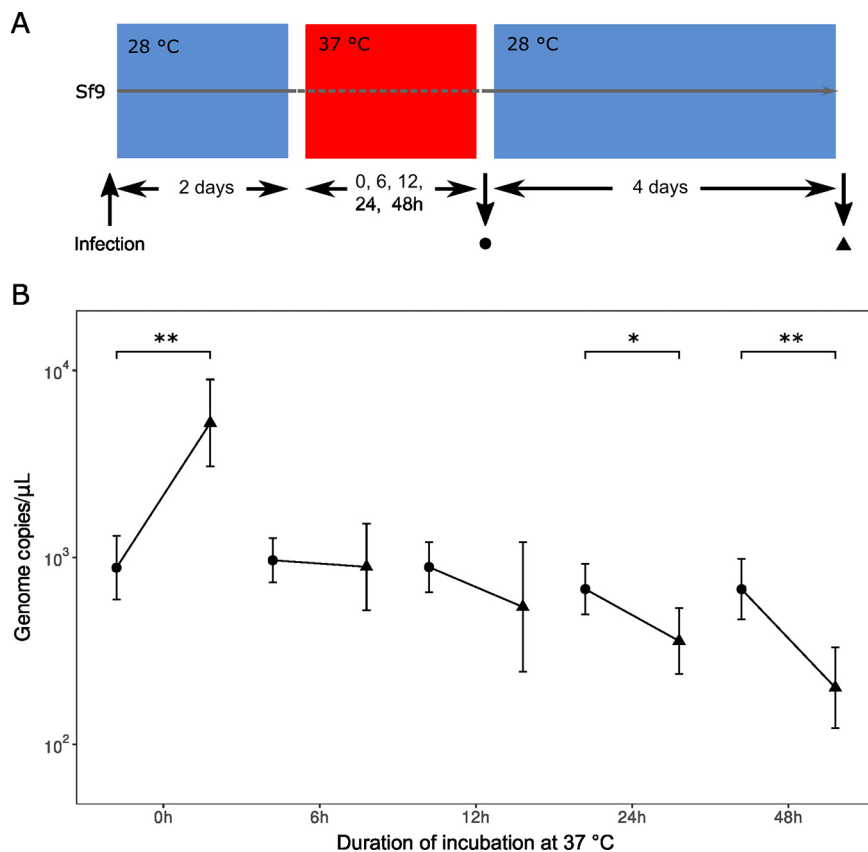 A
28 °C
37 °C
28 °C
Sf9
2 days
0, 6, 12,
24, 48h
4 days
Infection
B
** * **
10⁴
10³
10²
Genome copies/µL
0h 6h 12h 24h 48h
Duration of incubation at 37 °C